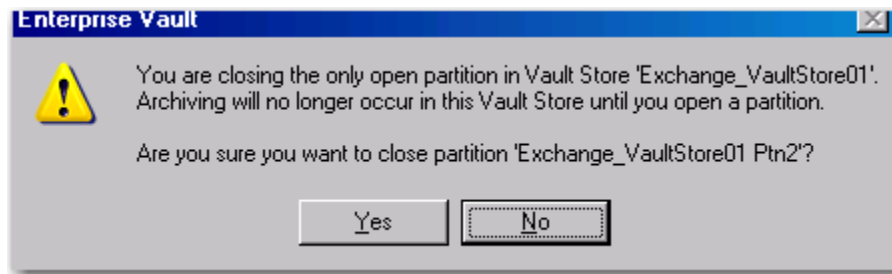 Enterprise Vault
You are closing the only open partition in Vault Store 'Exchange_VaultStore01'.
Archiving will no longer occur in this Vault Store until you open a partition.
Are you sure you want to close partition 'Exchange_VaultStore01 Ptn2'?
Yes No